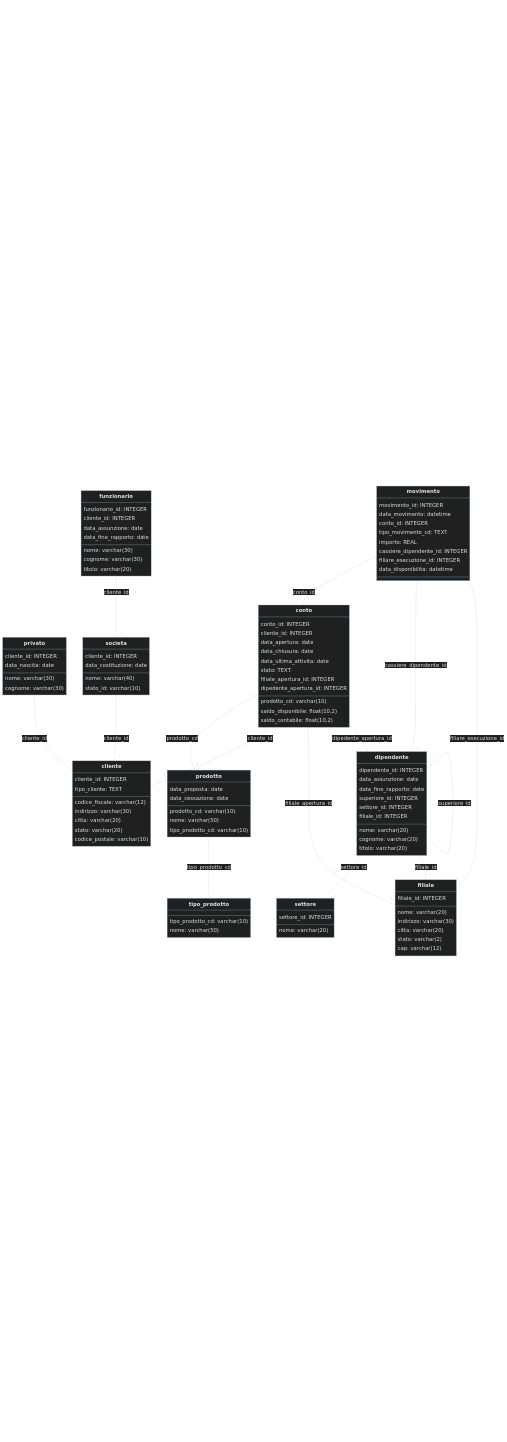 funzionario
funzionario_id: INTEGER
cliente_id: INTEGER
data_assunzione: date
data_fine_rapporto: date
nome: varchar(30)
cognome: varchar(30)
titolo: varchar(20)
movimento
movimento_id: INTEGER
data_movimento: datetime
conto_id: INTEGER
tipo_movimento_cd: TEXT
importo: REAL
cassiere_dipendente_id: INTEGER
filiare_esecuzione_id: INTEGER
data_disponibilita: datetime
cliente_id
conto_id
conto
conto_id: INTEGER
cliente_id: INTEGER
data_apertura: date
data_chiusura: date
data_ultima_attivita: date
stato: TEXT
filiale_apertura_id: INTEGER
dipedente_apertura_id: INTEGER
prodotto_cd: varchar(10)
saldo_disponibile: float(10,2)
saldo_contabile: float(10,2)
privato
cliente_id: INTEGER
data_nascita: date
nome: varchar(30)
cognome: varchar(30)
societa
cliente_id: INTEGER
data_costituzione: date
nome: varchar(40)
stato_id: varchar(10)
cassiere_dipendente_id
cliente_id
cliente_id
prodotto_cd
cliente_id
dipedente_apertura_id
filiare_esecuzione_id
cliente
cliente_id: INTEGER
tipo_cliente: TEXT
codice_fiscale: varchar(12)
indirizzo: varchar(30)
citta: varchar(20)
stato: varchar(20)
codice_postale: varchar(10)
prodotto
data_proposta: date
data_cessazione: date
prodotto_cd: varchar(10)
nome: varchar(50)
tipo_prodotto_cd: varchar(10)
filiale_apertura_id
dipendente
dipendente_id: INTEGER
data_assunzione: date
data_fine_rapporto: date
superiore_id: INTEGER
settore_id: INTEGER
filiale_id: INTEGER
nome: varchar(20)
cognome: varchar(20)
titolo: varchar(20)
superiore_id
tipo_prodotto_cd
settore_id
filiale_id
tipo_prodotto
tipo_prodotto_cd: varchar(10)
nome: varchar(50)
settore
settore_id: INTEGER
nome: varchar(20)
filiale
filiale_id: INTEGER
nome: varchar(20)
indirizzo: varchar(30)
citta: varchar(20)
stato: varchar(2)
cap: varchar(12)